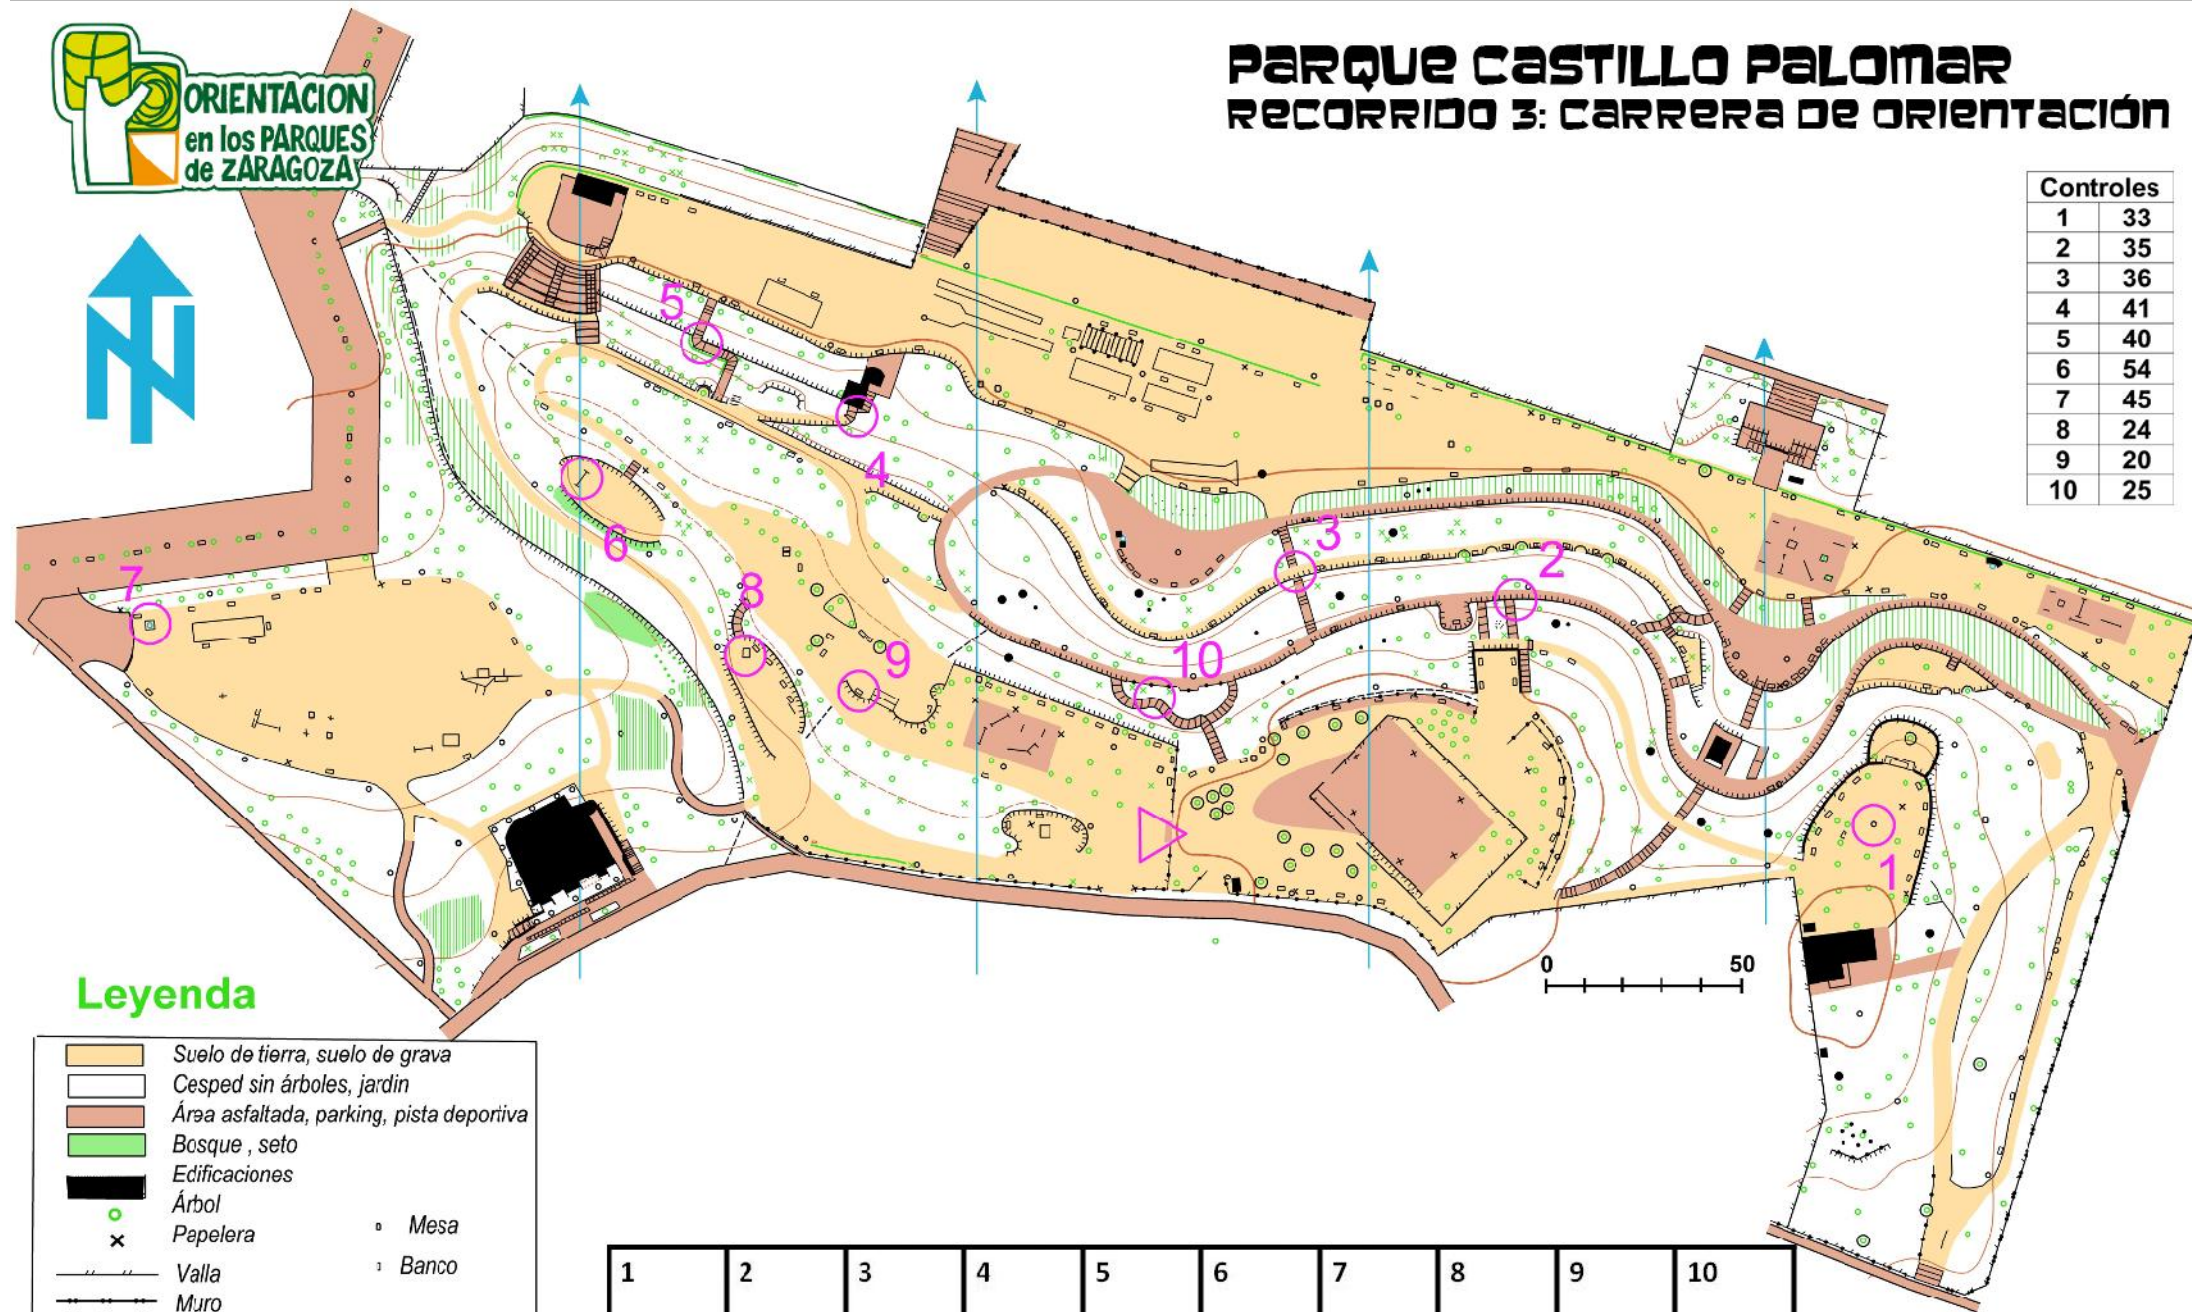 ORIENTACION
en los PARQUES
de ZARAGOZA
PARQUE CASTILLO PALOMAR
RECORRIDO 3: CARRERA DE ORIENTACIÓN
Controles
1 33
2 35
3 36
4 41
5 40
6 54
7 45
8 24
9 20
10 25
N
5
4
3
2
6
7
8
9
10
1
0 50
Leyenda
Suelo de tierra, suelo de grava
Cesped sin árboles, jardin
Área asfaltada, parking, pista deportiva
Bosque , seto
Edificaciones
Árbol
Papelera
Mesa
Banco
Valla
Muro
1 2 3 4 5 6 7 8 9 10